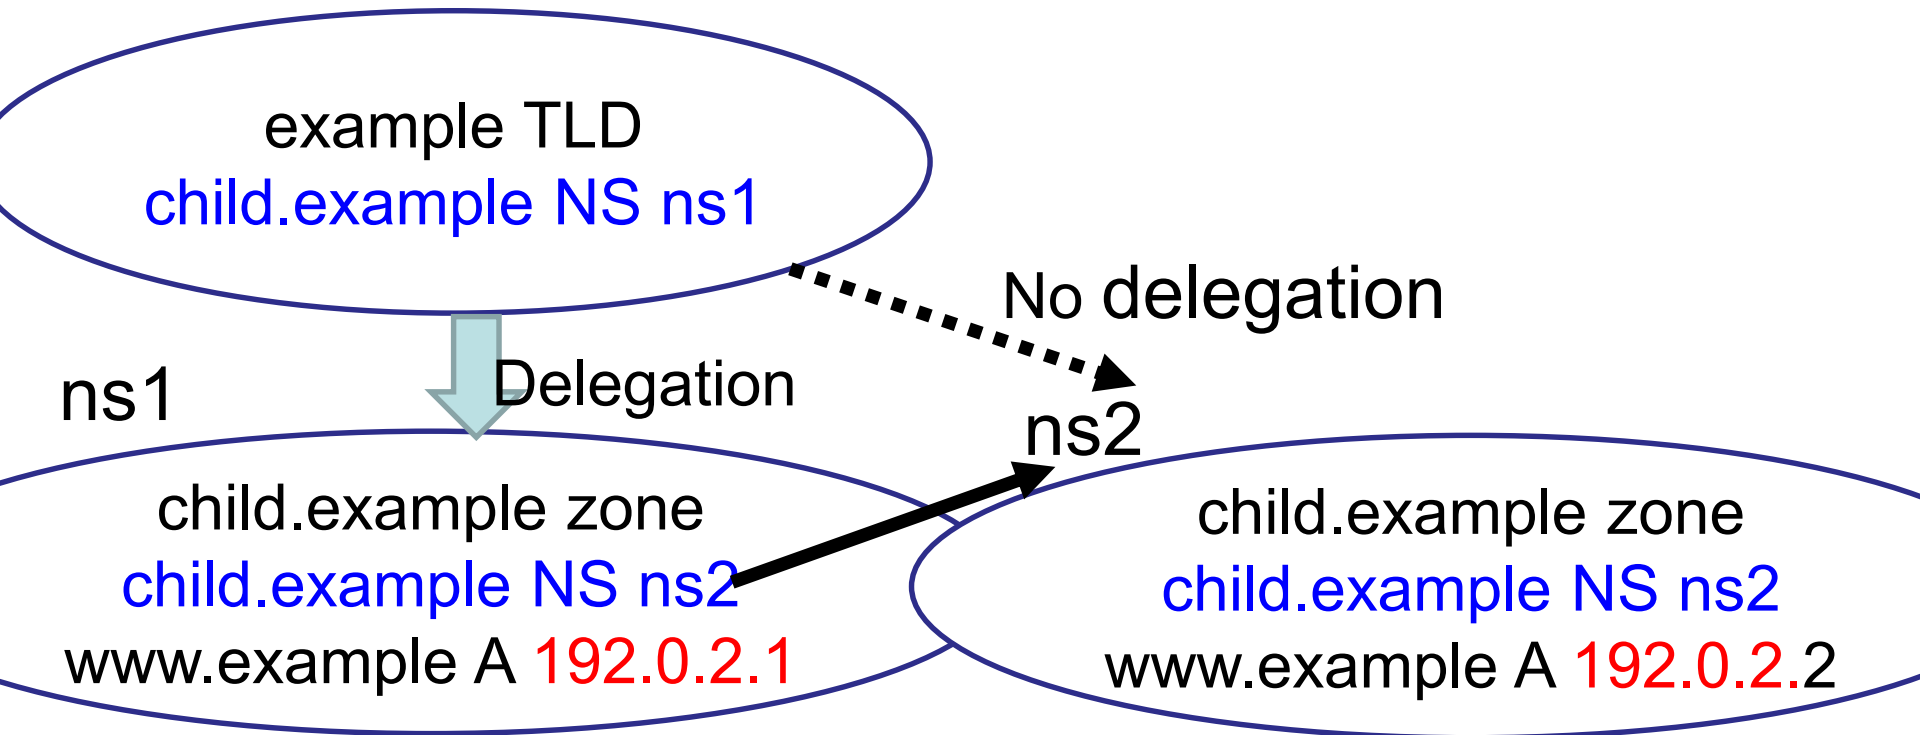 example TLD
child.example NS ns1
No delegation
Delegation
ns1
ns2
child.example zone
child.example NS ns2
www.example A 192.0.2.1
child.example zone
child.example NS ns2
www.example A 192.0.2.2